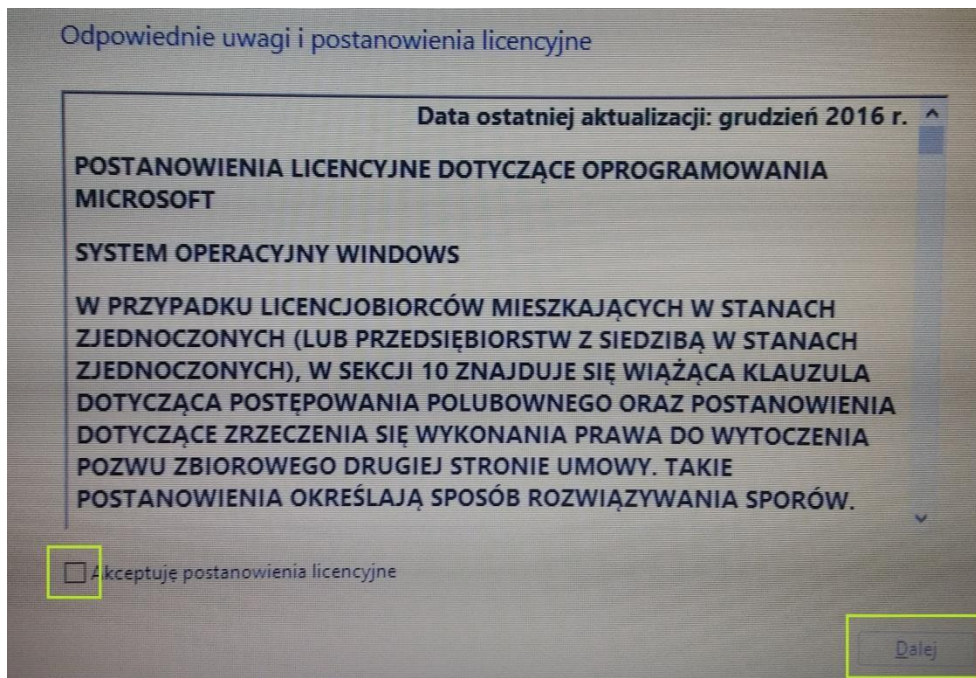 Odpowiednie uwagi i postanowienia licencyjne
Data ostatniej aktualizacji: grudzień 2016 r.
POSTANOWIENIA LICENCYJNE DOTYCZĄCE OPROGRAMOWANIA
MICROSOFT
SYSTEM OPERACYJNY WINDOWS
W PRZYPADKU LICENCJOBIORCÓW MIESZKAJĄCYCH W STANACH
ZJEDNOCZONYCH (LUB PRZEDSIĘBIORSTW Z SIEDZIBĄ W STANACH
ZJEDNOCZONYCH), W SEKCJI 10 ZNAJDUJE SIĘ WIĄŻĄCA KLAUZULA
DOTYCZĄCA POSTĘPOWANIA POLUBOWNEGO ORAZ POSTANOWIENIA
DOTYCZĄCE ZRZECZENIA SIĘ WYKONANIA PRAWA DO WYTOCZENIA
POZWU ZBIOROWEGO DRUGIEJ STRONIE UMOWY. TAKIE
POSTANOWIENIA OKREŚLAJĄ SPOSÓB ROZWIĄZYWANIA SPORÓW.
Akceptuję postanowienia licencyjne
Dalej